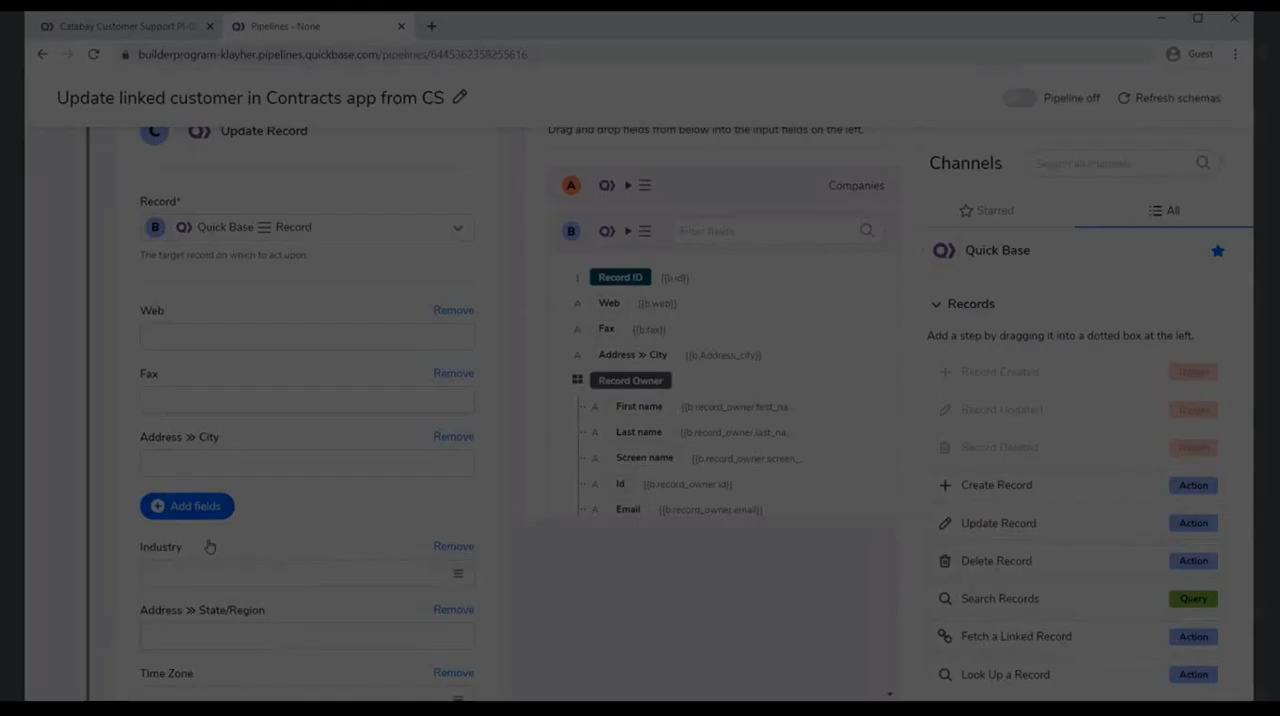 Catabay Customer Support PI-0
Pipelines - None
builderprogram-klayher.pipelines.quickbase.com/pipelines/6445362358255616
Guest
Update linked customer in Contracts app from CS
Pipeline off
Refresh schemas
C
Update Record
Record*
B Quick Base Record
The target record on which to act upon.
Web
Remove
Fax
Remove
Address » City
Remove
Add fields
Industry
Remove
Address » State/Region
Remove
Time Zone
Remove
Drag and drop fields from below into the input fields on the left.
A
Companies
B
Filter fields
Record ID
Web {{b.web}}
Fax {{b.fax}}
A Address » City {{b.Address_city}}
Record Owner
A First name {{b.record_owner.first_na...
A Last name {{b.record_owner.last_na...
A Screen name {{b.record_owner.screen_...
A Id {{b.record_owner.id}}
A Email {{b.record_owner.email}}
Channels
Search all channels
Starred
All
Quick Base
Records
Add a step by dragging it into a dotted box at the left.
Record Created
Record Updated
Record Deleted
Create Record Action
Update Record Action
Delete Record Action
Search Records Query
Fetch a Linked Record Action
Look Up a Record Action